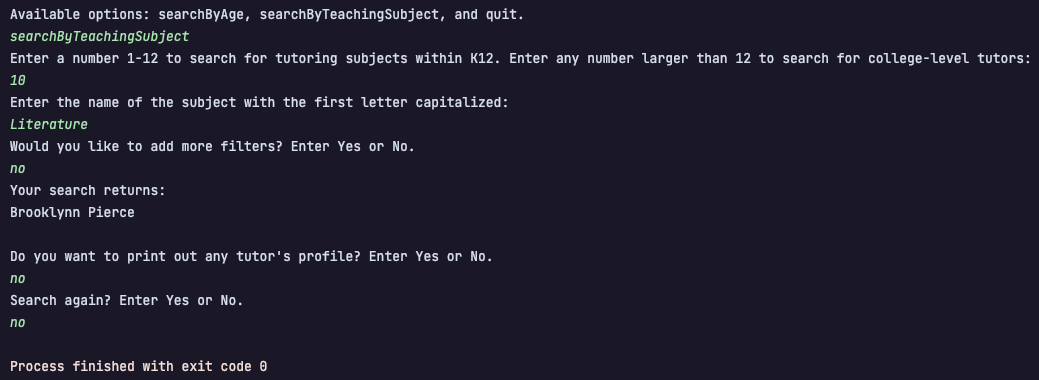 Available options: searchByAge, searchByTeachingSubject, and quit.
searchByTeachingSubject
Enter a number 1-12 to search for tutoring subjects within K12. Enter any number larger than 12 to search for college-level tutors:
10
Enter the name of the subject with the first letter capitalized:
Literature
Would you like to add more filters? Enter Yes or No.
no
Your search returns:
Brooklynn Pierce
Do you want to print out any tutor's profile? Enter Yes or No.
no
Search again? Enter Yes or No.
no
Process finished with exit code 0